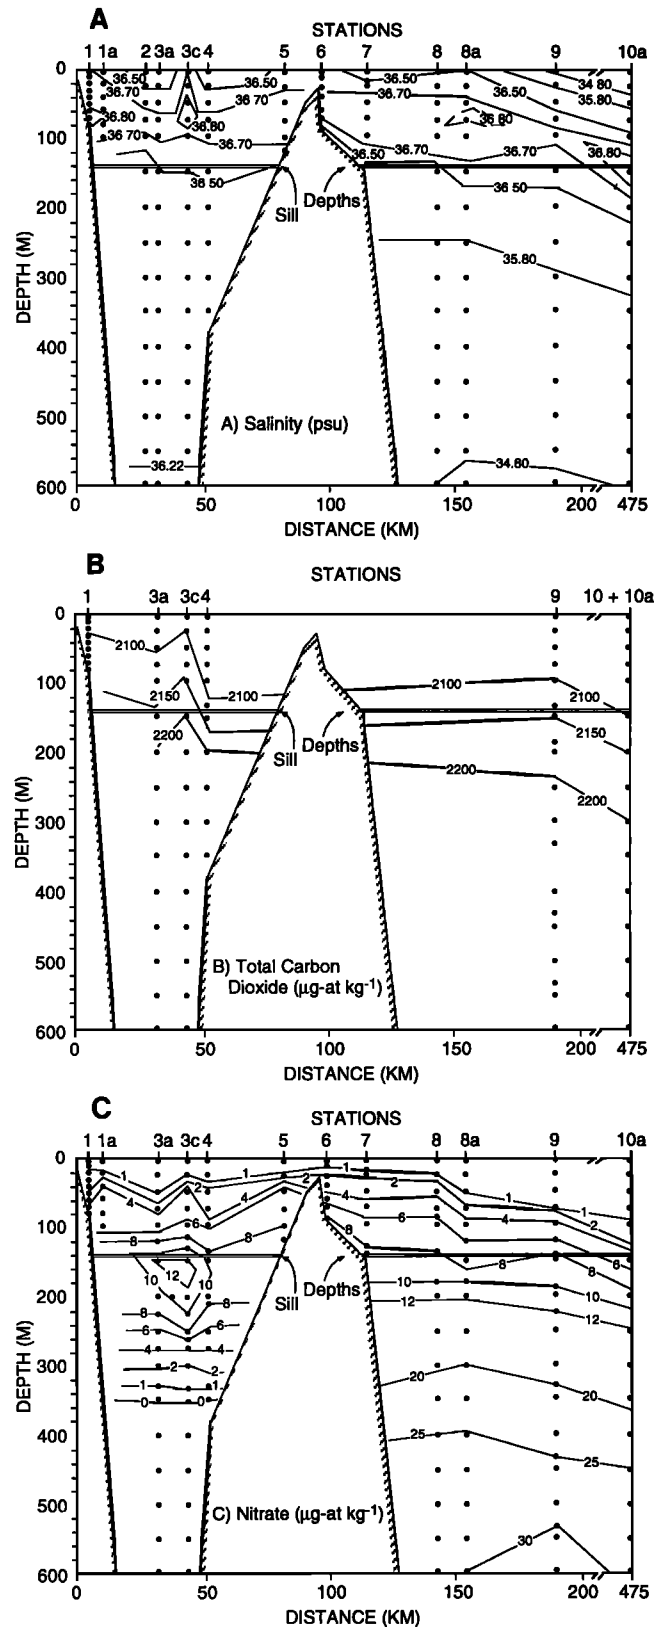 A
STATIONS
1 1a 2 3a 3c 4 5 6 7 8 8a 9 10a
0
36.50 36.50 36.50 36.50 34.80
36.70 36.70 36.70 35.80
36.80 36.80 36.80
100
36.70 36.70 36.70 36.70 36.80
36.50
36.50 36.50
200
Sill Depths
35.80
300
400
500
A) Salinity (psu)
36.22 34.80
600
DEPTH (M)
0 50 100 150 200 475
DISTANCE (KM)
B
STATIONS
1 3a 3c 4 9 10 + 10a
0
2100
100
2150 2100 2100 2100
2200 2150
200
Sill Depths
2200
2200
300
400
500
B) Total Carbon
Dioxide (μg-at kg-1)
600
DEPTH (M)
0 50 100 150 200 475
DISTANCE (KM)
C
STATIONS
1 1a 3a 3c 4 5 6 7 8 8a 9 10a
0
1 1
2 2
4 4 4 1
6 6 4 2
100
8 8 8
8 6
8
10 12 10 10 10
200
Sill Depths
8 8 12 12
6 6
4 4
300
2 2
1 1 20 20
0 0
400
25 25
500
C) Nitrate (μg-at kg-1)
30
600
DEPTH (M)
0 50 100 150 200 475
DISTANCE (KM)